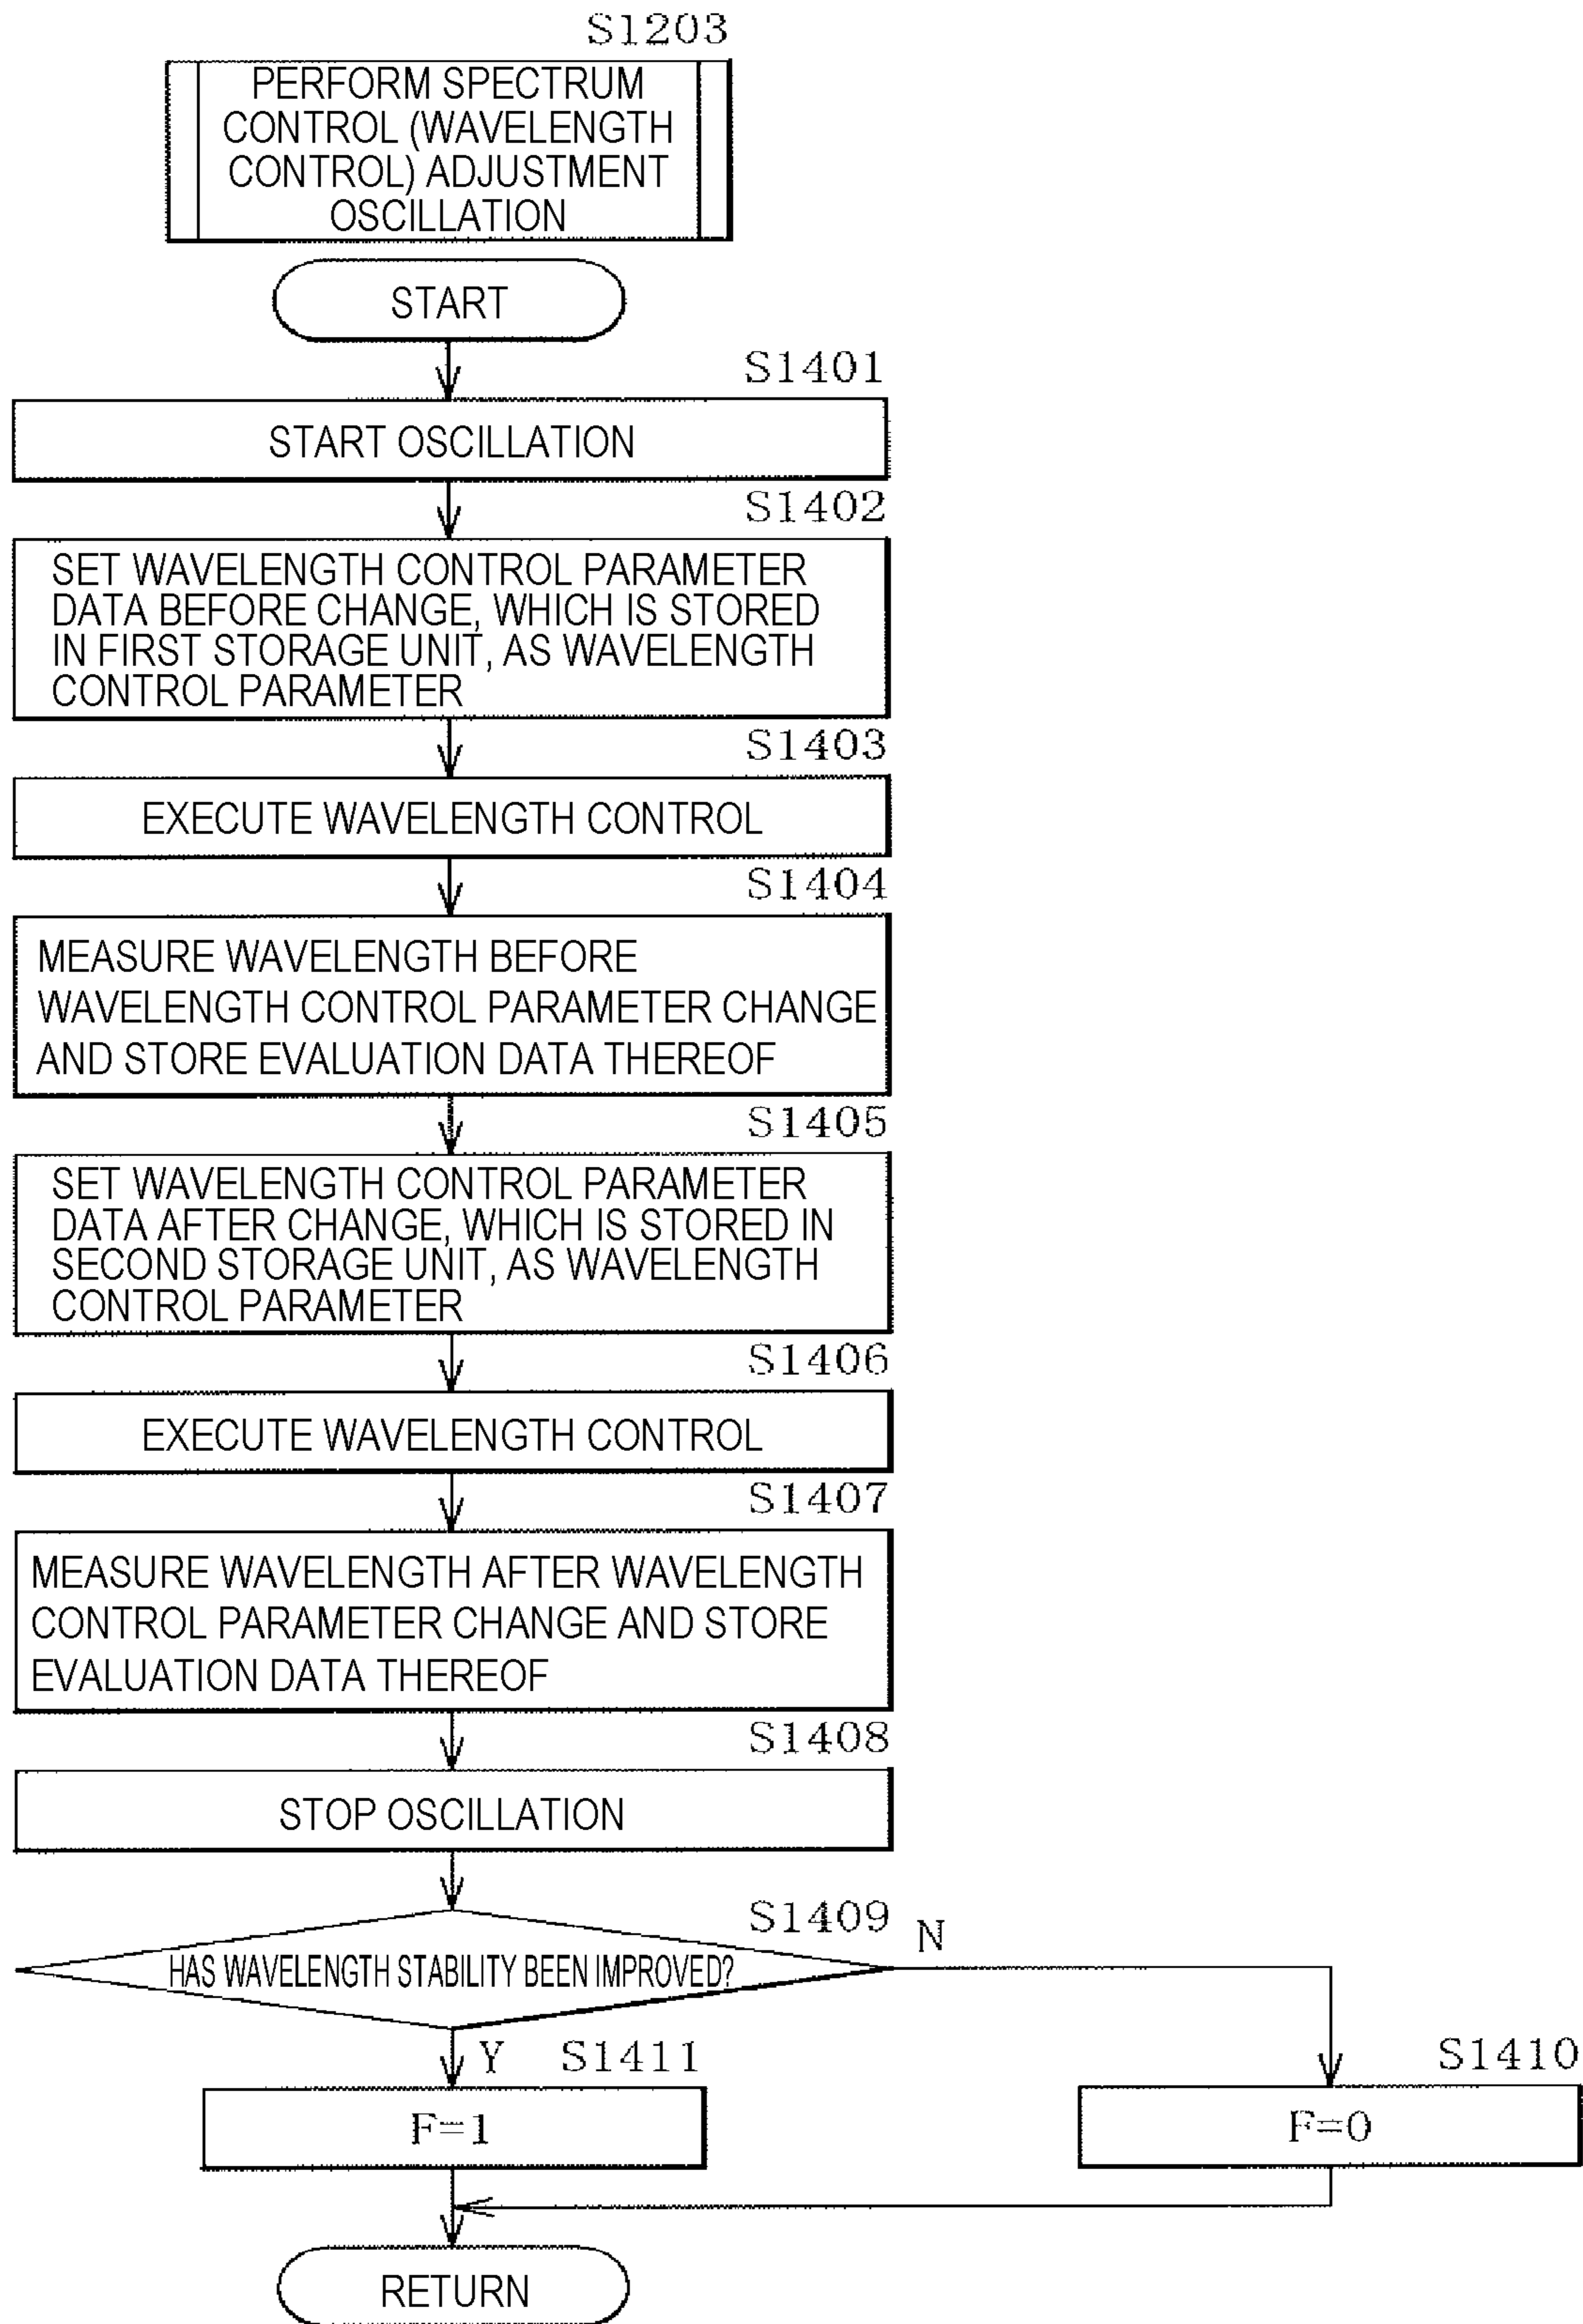 S1203
PERFORM SPECTRUM
CONTROL (WAVELENGTH
CONTROL) ADJUSTMENT
OSCILLATION
START
S1401
START OSCILLATION
S1402
SET WAVELENGTH CONTROL PARAMETER
DATA BEFORE CHANGE, WHICH IS STORED
IN FIRST STORAGE UNIT, AS WAVELENGTH
CONTROL PARAMETER
S1403
EXECUTE WAVELENGTH CONTROL
S1404
MEASURE WAVELENGTH BEFORE
WAVELENGTH CONTROL PARAMETER CHANGE
AND STORE EVALUATION DATA THEREOF
S1405
SET WAVELENGTH CONTROL PARAMETER
DATA AFTER CHANGE, WHICH IS STORED IN
SECOND STORAGE UNIT, AS WAVELENGTH
CONTROL PARAMETER
S1406
EXECUTE WAVELENGTH CONTROL
S1407
MEASURE WAVELENGTH AFTER WAVELENGTH
CONTROL PARAMETER CHANGE AND STORE
EVALUATION DATA THEREOF
S1408
STOP OSCILLATION
S1409
N
HAS WAVELENGTH STABILITY BEEN IMPROVED?
Y
S1411
S1410
F=1
F=0
RETURN